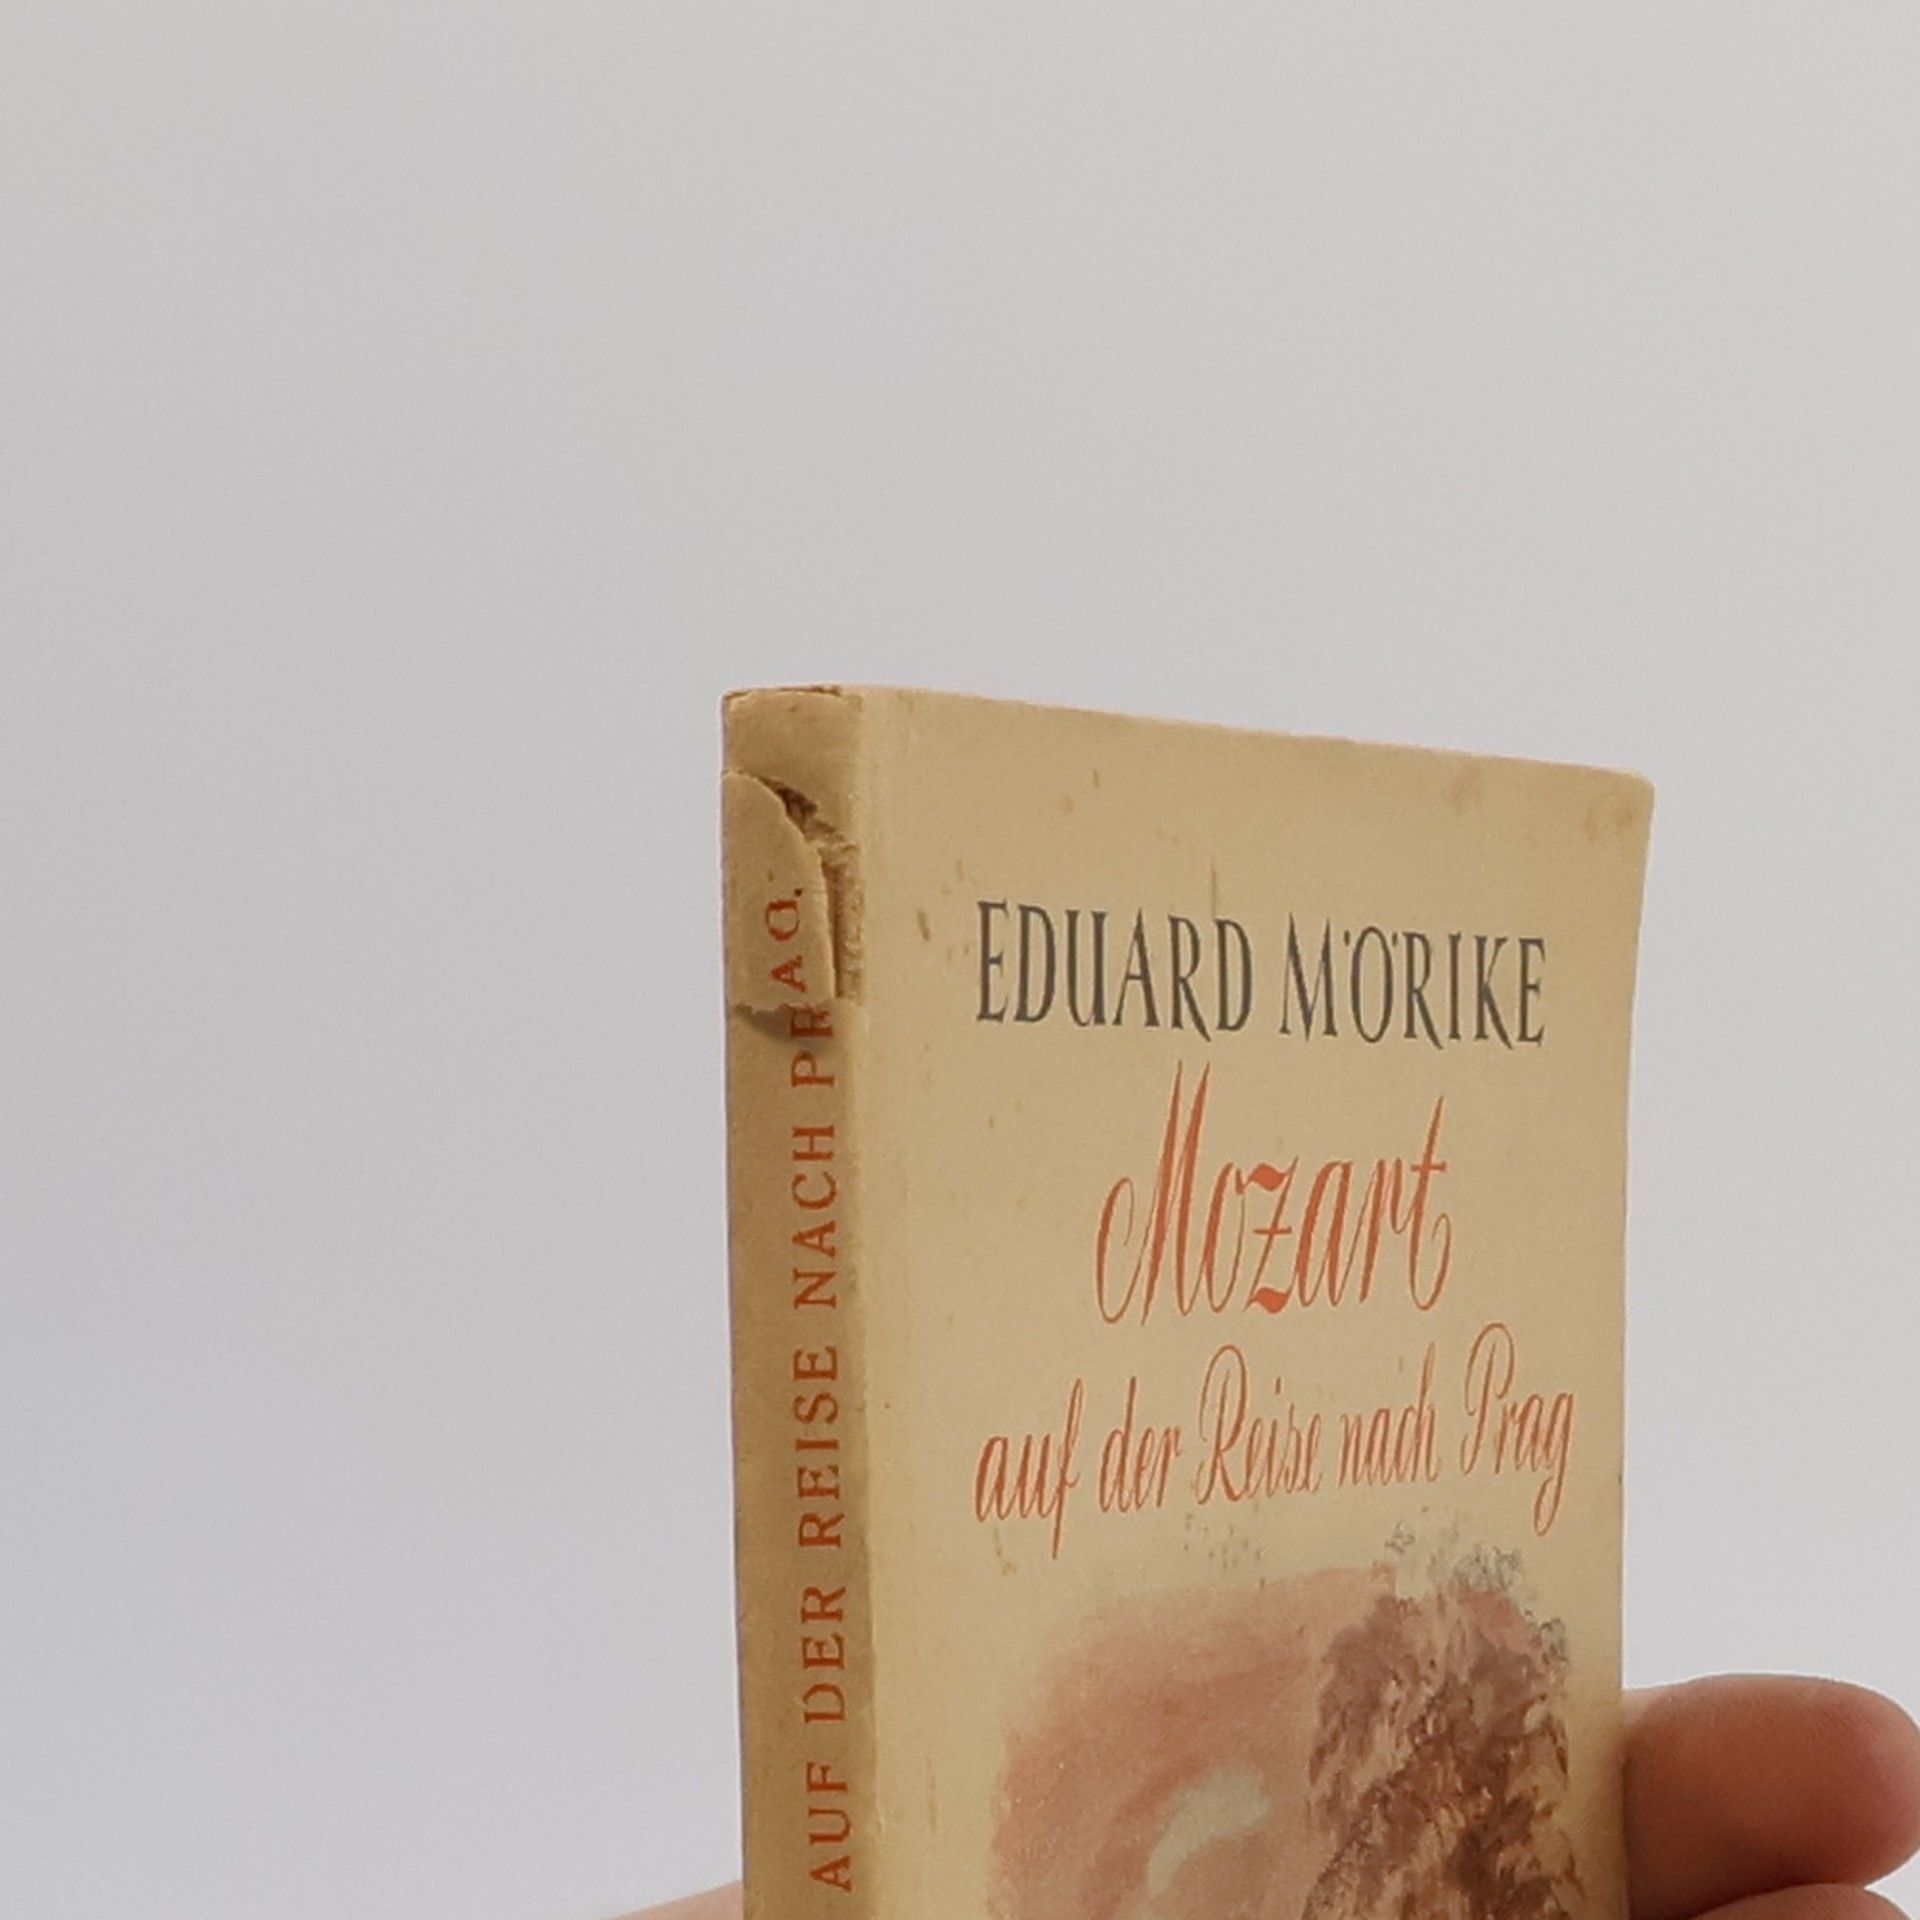 AUF DER REISE NACH PRAG.
EDUARD MÖRIKE
Mozart
auf der Reise nach Prag